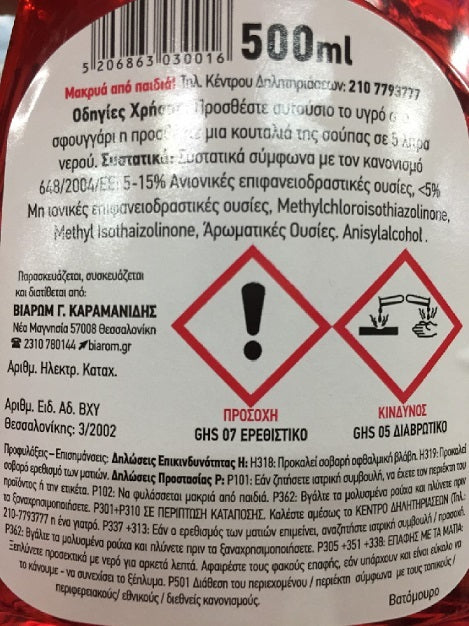 5 206863 030016
500ml
Μακρυά από παιδιά! Τηλ. Κέντρου Δηλητηριάσεων: 210 7793777
Οδηγίες Χρήσης Προσθέστε αυτούσιο το υγρό
σφουγγάρι η μια κουταλιά της σούπας σε 5 λίτρα
νερού. Συστατικά: Συστατικά σύμφωνα με τον κανονισμό
648/2004/ΕΕ: 5-15% Ανιονικές επιφανειοδραστικές ουσίες, <5%
Μη ιονικές επιφανειοδραστικές ουσίες, Methylchloroisothiazolinone,
Methyl Isothaizolinone, Άρωματικές Ουσίες. Anisylalcohol.
Παρασκευάζεται, συσκευάζεται
και διατίθεται από:
ΒΙΑΡΩΜ Γ. ΚΑΡΑΜΑΝΙΔΗΣ
Νέα Μαγνησία 57008 Θεσσαλονίκη
2310 780144 biarom.gr
Αριθμ. Ηλεκτρ. Καταχ.
Αριθμ. Ειδ. Αδ. ΒΧΥ
Θεσσαλονίκης: 3/2002
ΠΡΟΣΟΧΗ
GHS 07 ΕΡΕΘΙΣΤΙΚΟ
ΚΙΝΔΥΝΟΣ
GHS 05 ΔΙΑΒΡΩΤΙΚΟ
Προφυλάξεις – Επισημάνσεις: Δηλώσεις Επικινδυνότητας Η: Η318: Προκαλεί σοβαρή οφθαλμική βλάβη. Η319: Προκαλεί
σοβαρό ερεθισμό των ματιών. Δηλώσεις Προστασίας Ρ: Ρ101: Εάν ζητήσετε ιατρική συμβουλή, να έχετε τον περιέκτη του
προϊόντος ή την ετικέτα. Ρ102: Να φυλάσσεται μακριά από παιδιά. Ρ362: Βγάλτε τα μολυσμένα ρούχα και πλύνετε πριν
τα ξαναχρησιμοποιήσετε. Ρ301+Ρ310 ΣΕ ΠΕΡΙΠΤΩΣΗ ΚΑΤΑΠΟΣΗΣ. Καλέστε αμέσως το ΚΕΝΤΡΟ ΔΗΛΗΤΗΡΙΑΣΕΩΝ (Τηλ.
210-7793777 ή ένα γιατρό. Ρ337 +313: Εάν ο ερεθισμός των ματιών επιμείνει, αναζητήσετε ιατρική συμβουλή / προσοχή.
Ρ362: Βγάλτε τα μολυσμένα ρούχα και πλύνετε πριν τα ξαναχρησιμοποιήσετε. Ρ305 +351 +338: ΕΠΑΦΗΣ ΜΕ ΤΑ ΜΑΤΙΑ:
Ξεπλύνετε προσεκτικά με νερό για αρκετά λεπτά. Αφαιρέστε τους φακούς επαφής, εάν υπάρχουν και είναι εύκολο να
το κάνουμε - να συνεχίσει το ξέπλυμα. Ρ501 Διάθεση του περιεχομένου / περιέκτη σύμφωνα με τους τοπικούς /
περιφερειακούς/ εθνικούς / διεθνείς κανονισμούς.
Βατόμουρο